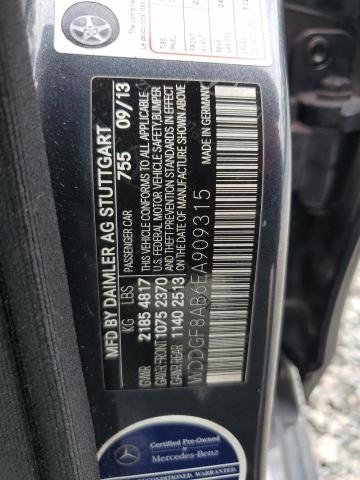 MFD BY DAIMLER AG STUTTGART
755 09/13
KG LBS PASSENGER CAR
GVWR 2185 4817 THIS VEHICLE CONFORMS TO ALL APPLICABLE
GAWR FRONT 1075 2370 U.S. FEDERAL MOTOR VEHICLE SAFETY,BUMPER
GAWR REAR 1140 2513 AND THEFT PREVENTION STANDARDS IN EFFECT
ON THE DATE OF MANUFACTURE SHOWN ABOVE
MADE IN GERMANY
WDDGF8AB6EA909315
Certified Pre-Owned
Mercedes-Benz
WARRANTED.